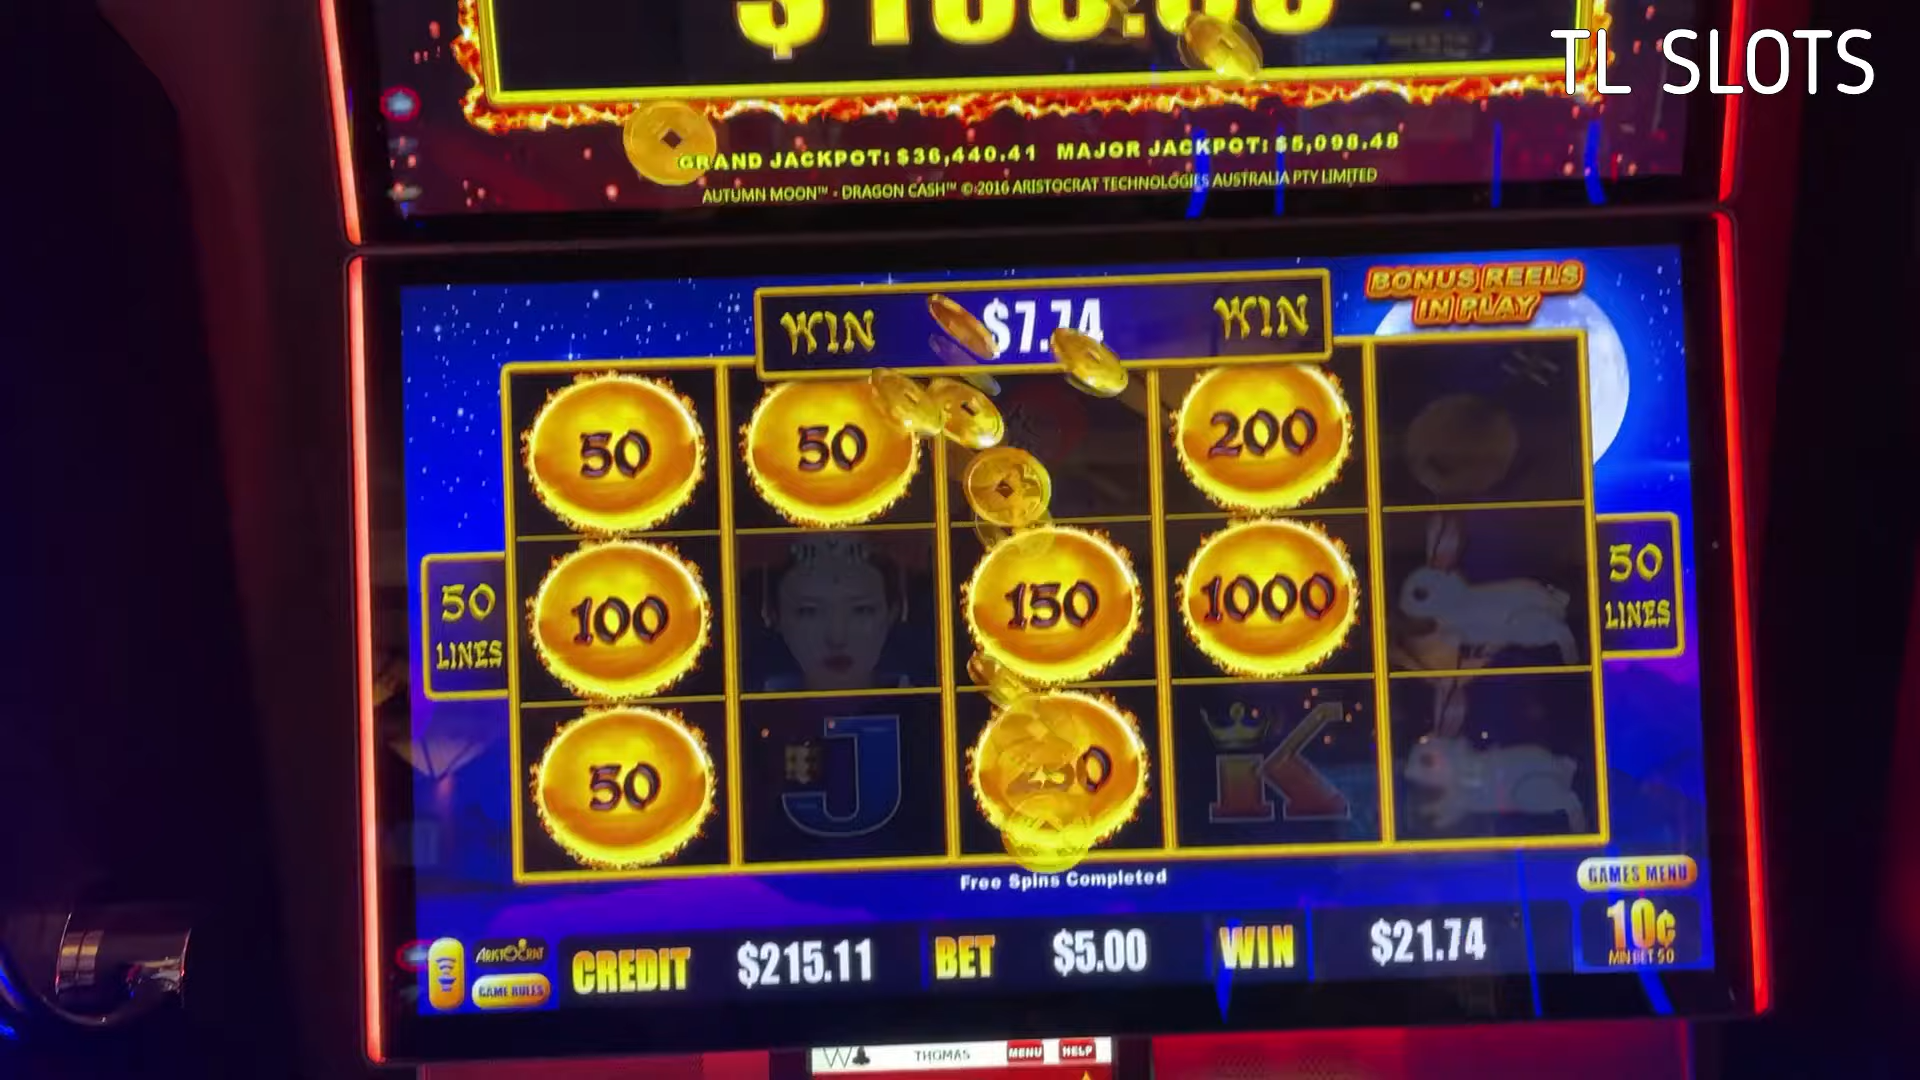 TL SLOTS
GRAND JACKPOT: $36,440.41 MAJOR JACKPOT: $5,098.48
AUTUMN MOON™ - DRAGON CASH™ ©2016 ARISTOCRAT TECHNOLOGIES AUSTRALIA PTY LIMITED
BONUS REELS
IN PLAY
WIN $7.74 WIN
50 50 200
50
LINES
100 150 1000
50
LINES
50
J
K
Free Spins Completed
GAMES MENU
ARISTOCRAT
GAME RULES
CREDIT $215.11 BET $5.00 WIN $21.74
10¢
MIN BET 50
THOMAS MENU HELP